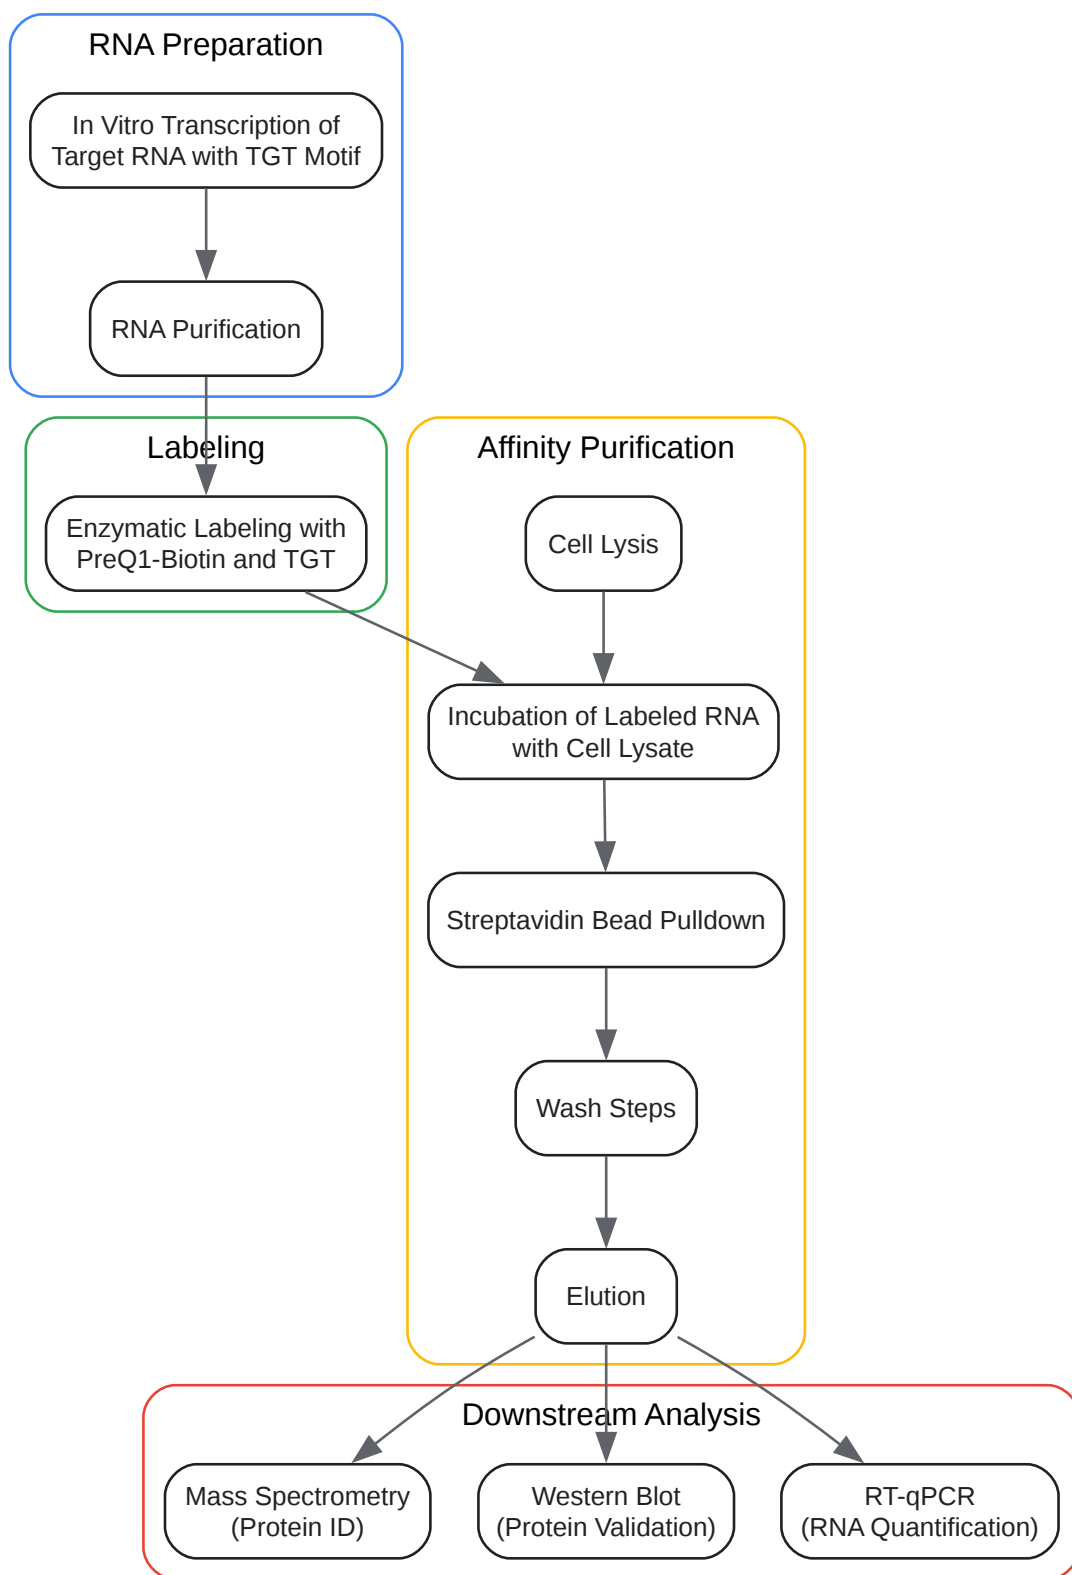 RNA Preparation
In Vitro Transcription of
Target RNA with TGT Motif
RNA Purification
Labeling
Enzymatic Labeling with
PreQ1-Biotin and TGT
Affinity Purification
Cell Lysis
Incubation of Labeled RNA
with Cell Lysate
Streptavidin Bead Pulldown
Wash Steps
Elution
Downstream Analysis
Mass Spectrometry
(Protein ID)
Western Blot
(Protein Validation)
RT-qPCR
(RNA Quantification)